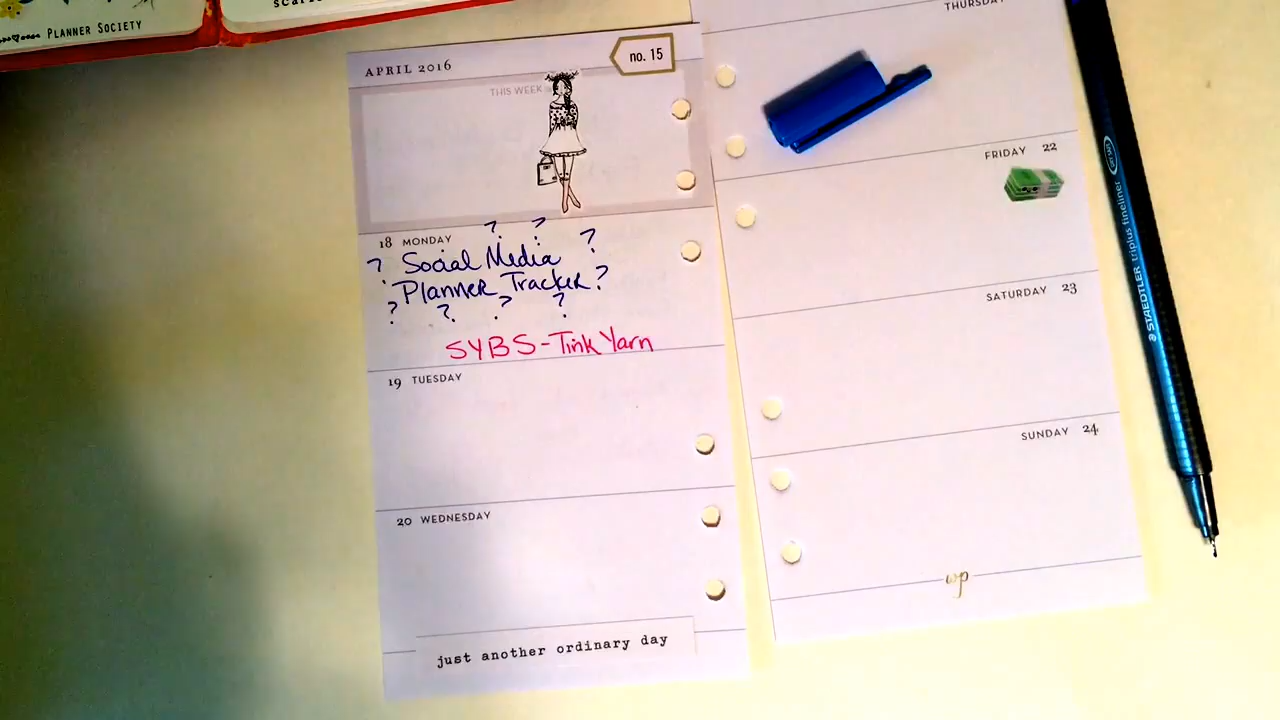 PLANNER SOCIETY
APRIL 2016
no. 15
THIS WEEK
18 MONDAY
? ? ?
? Social Media
Planner Tracker?
? ? ? ?
SYBS-Tink Yarn
19 TUESDAY
20 WEDNESDAY
just another ordinary day
THURSDAY
FRIDAY 22
SATURDAY 23
SUNDAY 24
wp
STAEDTLER triplus fineliner